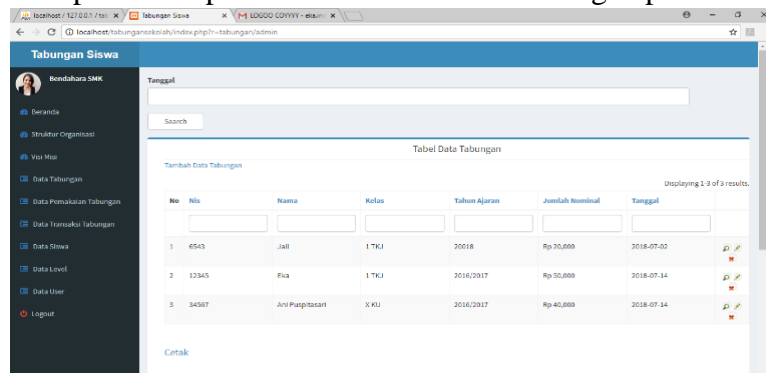 localhost / 127.0.0.1 / tab
Tabungan Siswa
M LOGOO COYYYY - eka
localhost/tabungansekolah/index.php?r=tabungan/admin
Tabungan Siswa
Bendahara SMK
Beranda
Struktur Organisasi
Visi Misi
Data Tabungan
Data Pemakaian Tabungan
Data Transaksi Tabungan
Data Siswa
Data Level
Data User
Logout
Tanggal
Search
Tabel Data Tabungan
Tambah Data Tabungan
Displaying 1-3 of 3 results.
No Nis Nama Kelas Tahun Ajaran Jumlah Nominal Tanggal
1 6543 Jail 1 TKJ 20018 Rp 20,000 2018-07-02
2 12345 Eka 1 TKJ 2016/2017 Rp 50,000 2018-07-14
3 34567 Ani Puspitasari X KU 2016/2017 Rp 40,000 2018-07-14
Cetak